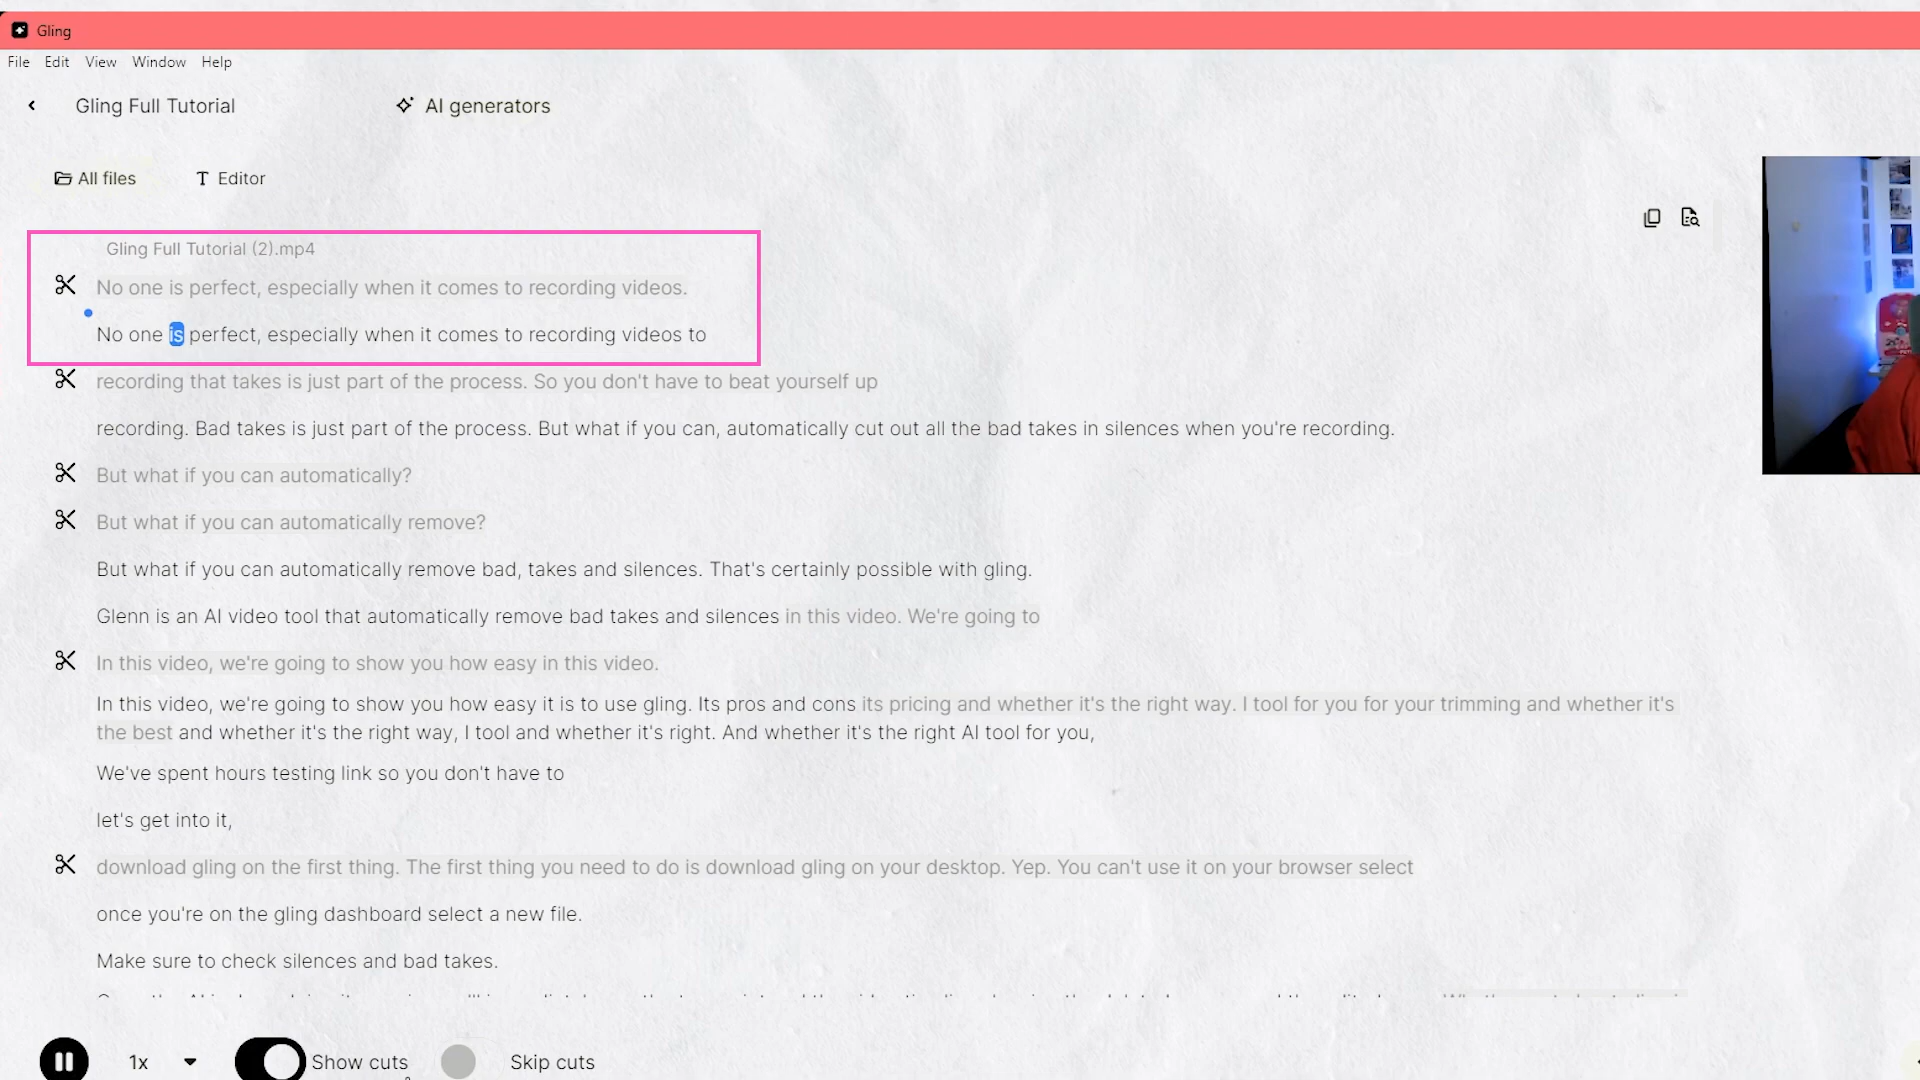 Gling
File Edit View Window Help
Gling Full Tutorial AI generators
All files Editor
Gling Full Tutorial (2).mp4
No one is perfect, especially when it comes to recording videos.
No one is perfect, especially when it comes to recording videos to
recording that takes is just part of the process. So you don't have to beat yourself up
recording. Bad takes is just part of the process. But what if you can, automatically cut out all the bad takes in silences when you're recording.
But what if you can automatically?
But what if you can automatically remove?
But what if you can automatically remove bad, takes and silences. That's certainly possible with gling.
Glenn is an AI video tool that automatically remove bad takes and silences in this video. We're going to
In this video, we're going to show you how easy in this video.
In this video, we're going to show you how easy it is to use gling. Its pros and cons its pricing and whether it's the right way. I tool for you for your trimming and whether it's
the best and whether it's the right way, I tool and whether it's right. And whether it's the right AI tool for you,
We've spent hours testing link so you don't have to
let's get into it,
download gling on the first thing. The first thing you need to do is download gling on your desktop. Yep. You can't use it on your browser select
once you're on the gling dashboard select a new file.
Make sure to check silences and bad takes.
1x Show cuts Skip cuts